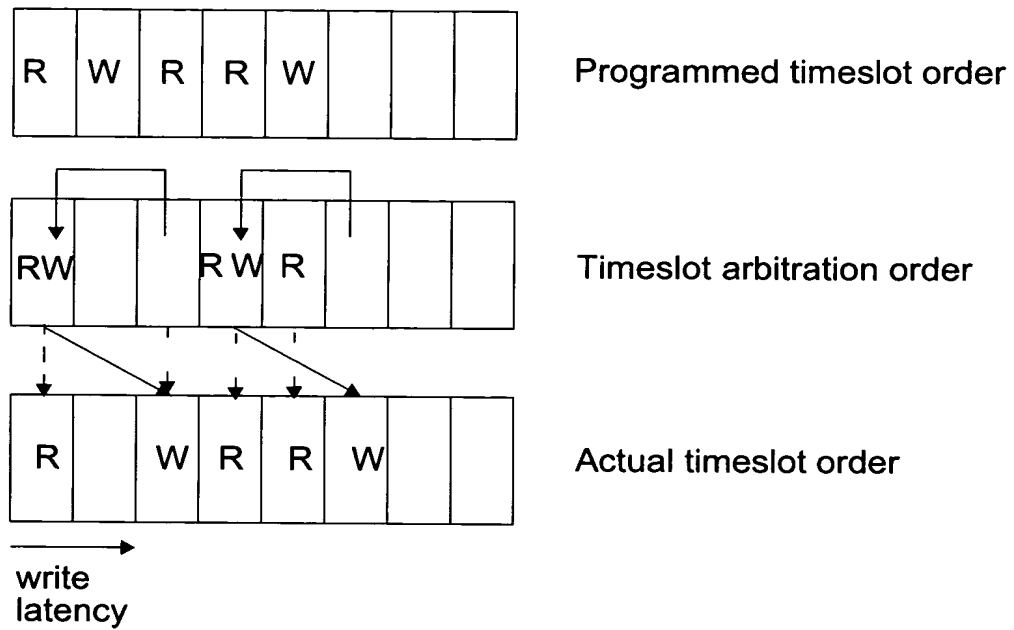 R W R R W Programmed timeslot order
RW R W R Timeslot arbitration order
R W R R W Actual timeslot order
write
latency